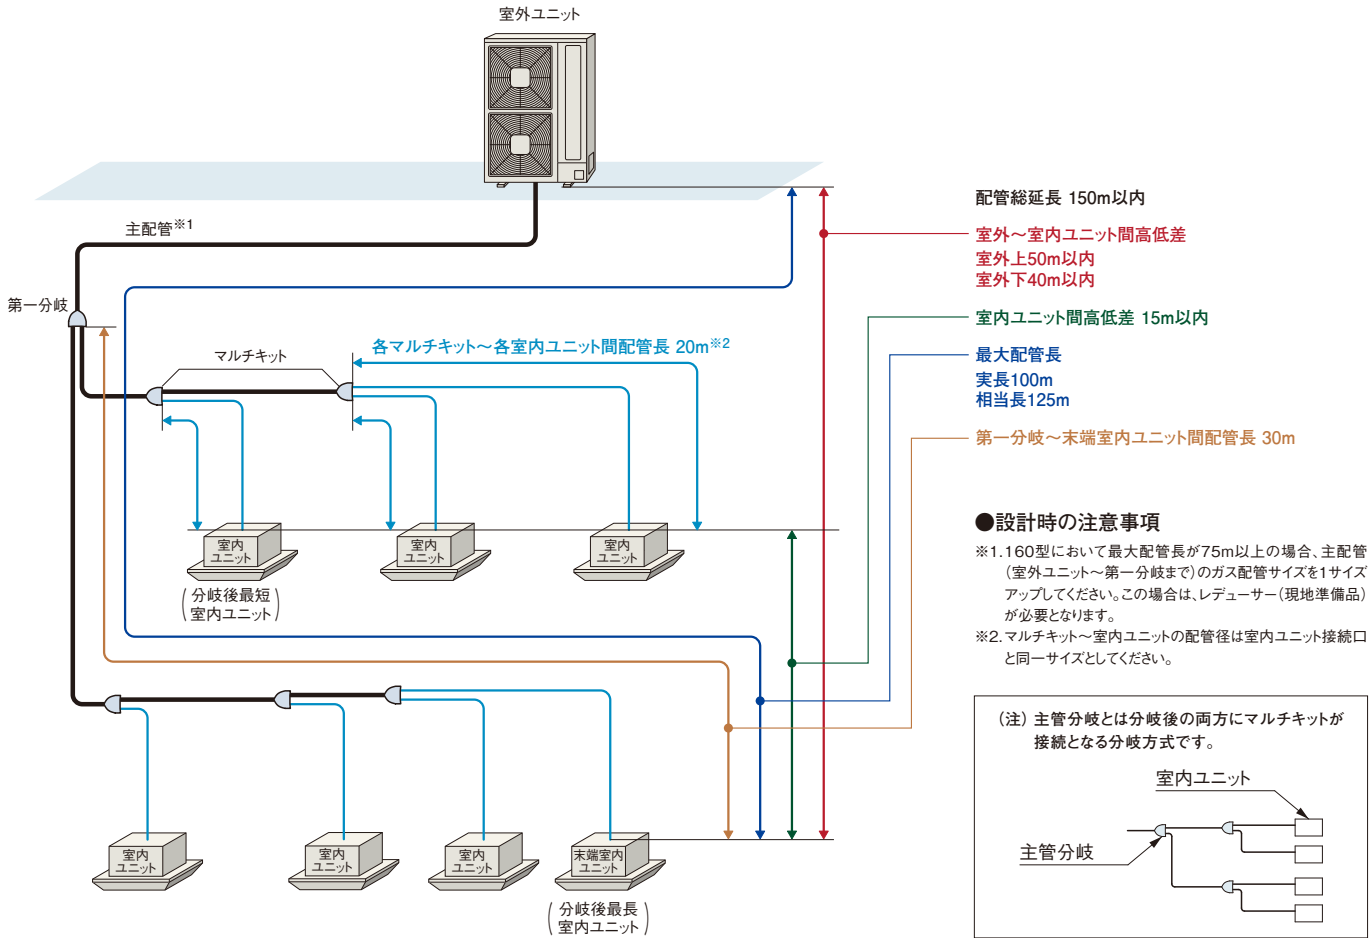 室外ユニット
主配管※1
第一分岐
マルチキット
各マルチキット～各室内ユニット間配管長 20m※2
室内
ユニット
(分岐後最短
室内ユニット)
室内
ユニット
室内
ユニット
室内
ユニット
室内
ユニット
室内
ユニット
末端室内
ユニット
(分岐後最長
室内ユニット)
配管総延長 150m以内
室外～室内ユニット間高低差
室外上50m以内
室外下40m以内
室内ユニット間高低差 15m以内
最大配管長
実長100m
相当長125m
第一分岐～末端室内ユニット間配管長 30m
●設計時の注意事項
※1.160型において最大配管長が75m以上の場合、主配管
(室外ユニット～第一分岐まで)のガス配管サイズを1サイズ
アップしてください。この場合は、レデューサー(現地準備品)
が必要となります。
※2.マルチキット～室内ユニットの配管径は室内ユニット接続口
と同一サイズとしてください。
(注) 主管分岐とは分岐後の両方にマルチキットが
接続となる分岐方式です。
室内ユニット
主管分岐